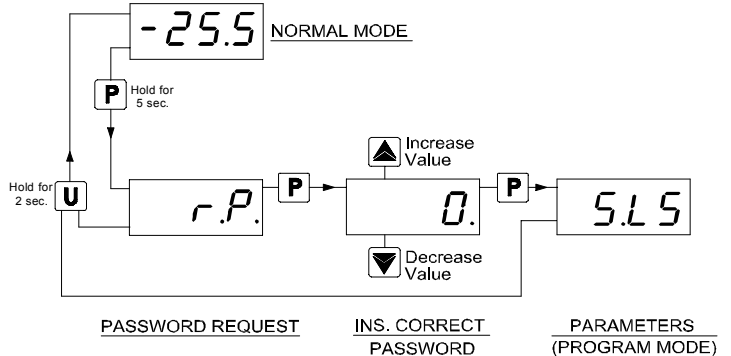 -25.5
NORMAL MODE
P
Hold for
5 sec.
Increase
Value
Hold for
2 sec.
U
r.P.
P
0.
P
S.LS
Decrease
Value
PASSWORD REQUEST
INS. CORRECT
PASSWORD
PARAMETERS
(PROGRAM MODE)